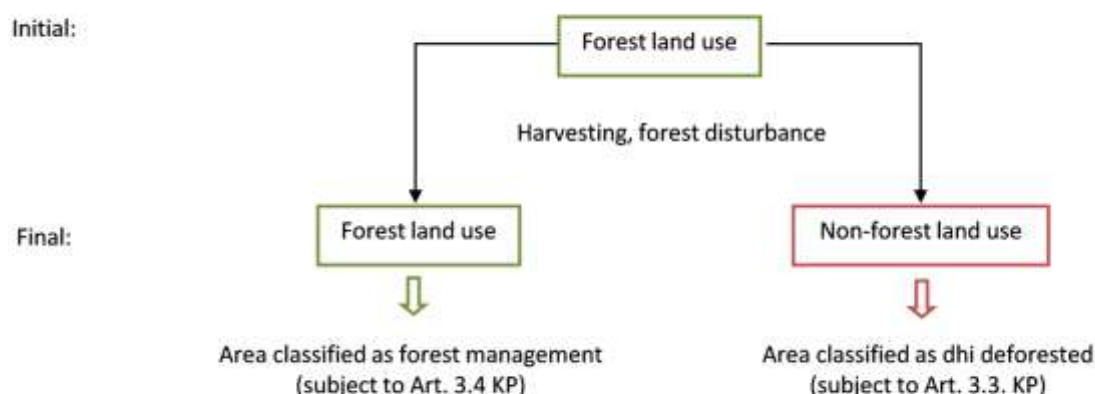 Initial:
Forest land use
Harvesting, forest disturbance
Final:
Forest land use
Non-forest land use
Area classified as forest management
(subject to Art. 3.4 KP)
Area classified as dhi deforested
(subject to Art. 3.3. KP)